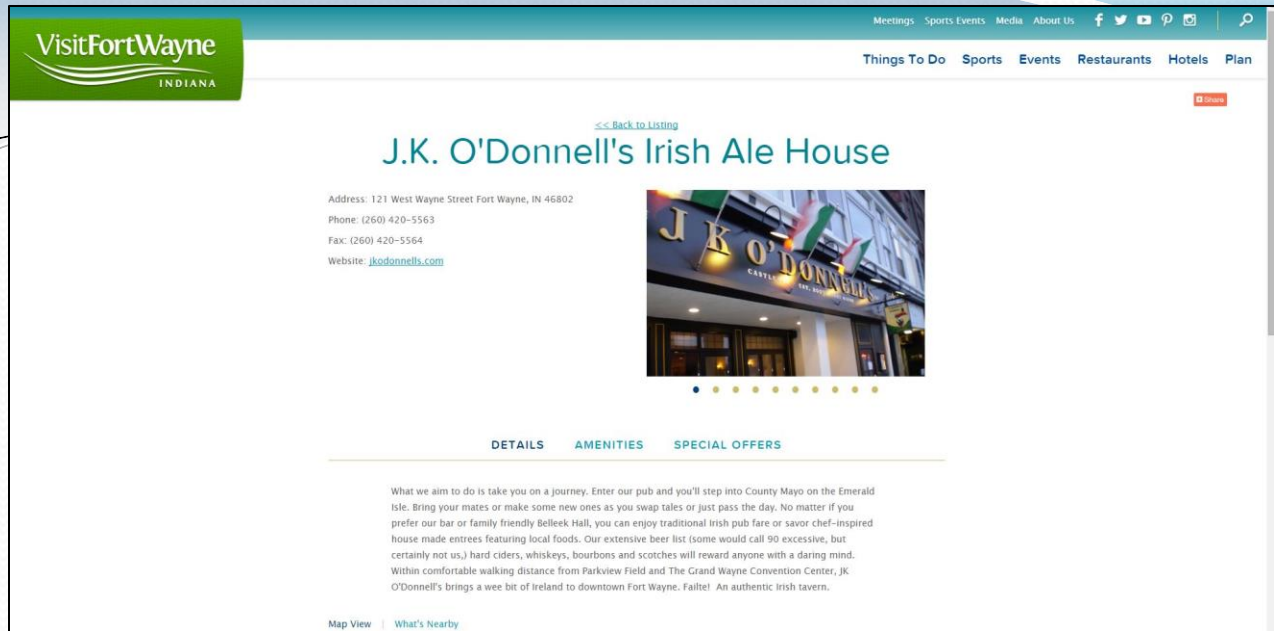 Meetings Sports Events Media About Us
VisitFortWayne
INDIANA
Things To Do Sports Events Restaurants Hotels Plan
Share
<< Back to Listing
J.K. O'Donnell's Irish Ale House
Address: 121 West Wayne Street Fort Wayne, IN 46802
Phone: (260) 420-5563
Fax: (260) 420-5564
Website: jkodonnells.com
J K O'DONNELL'S
DETAILS AMENITIES SPECIAL OFFERS
What we aim to do is take you on a journey. Enter our pub and you'll step into County Mayo on the Emerald
Isle. Bring your mates or make some new ones as you swap tales or just pass the day. No matter if you
prefer our bar or family friendly Belleek Hall, you can enjoy traditional Irish pub fare or savor chef-inspired
house made entrees featuring local foods. Our extensive beer list (some would call 90 excessive, but
certainly not us,) hard ciders, whiskeys, bourbons and scotches will reward anyone with a daring mind.
Within comfortable walking distance from Parkview Field and The Grand Wayne Convention Center, JK
O'Donnell's brings a wee bit of Ireland to downtown Fort Wayne. Failte! An authentic Irish tavern.
Map View | What's Nearby